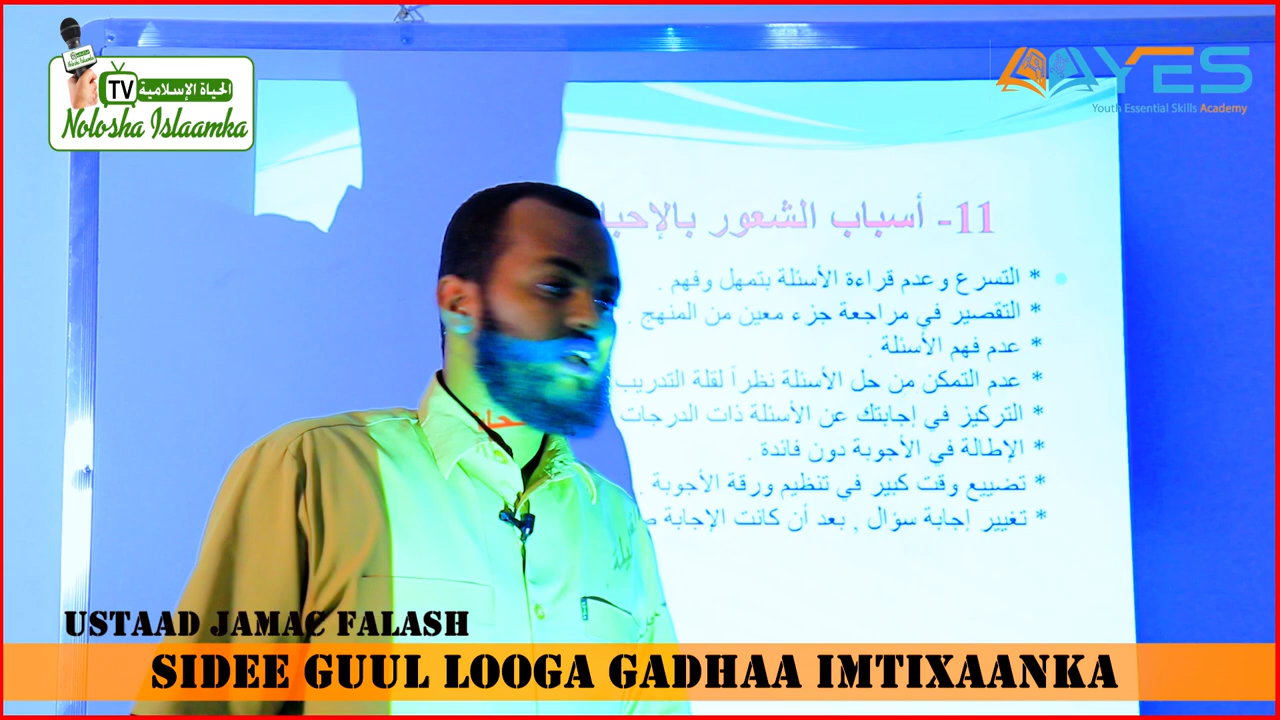 TV الحياة الإسلامية
Nolosha Islaamka
YES
Youth Essential Skills Academy
11- أسباب الشعور
* التسرع وعدم قراءة الأسئلة بتمهل وفهم .
* التقصير في مراجعة جزء معين من المنهج .
* عدم فهم الأسئلة .
* عدم التمكن من حل الأسئلة نظراً لقلة التدريب
* التركيز في إجابتك عن الأسئلة ذات الدرجات
* الإطالة في الأجوبة دون فائدة .
* تضييع وقت كبير في تنظيم ورقة الأجوبة .
* تغيير إجابة سؤال , بعد أن كانت الإجابة
USTAAD JAMAC FALASH
SIDEE GUUL LOOGA GADHAA IMTIXAANKA